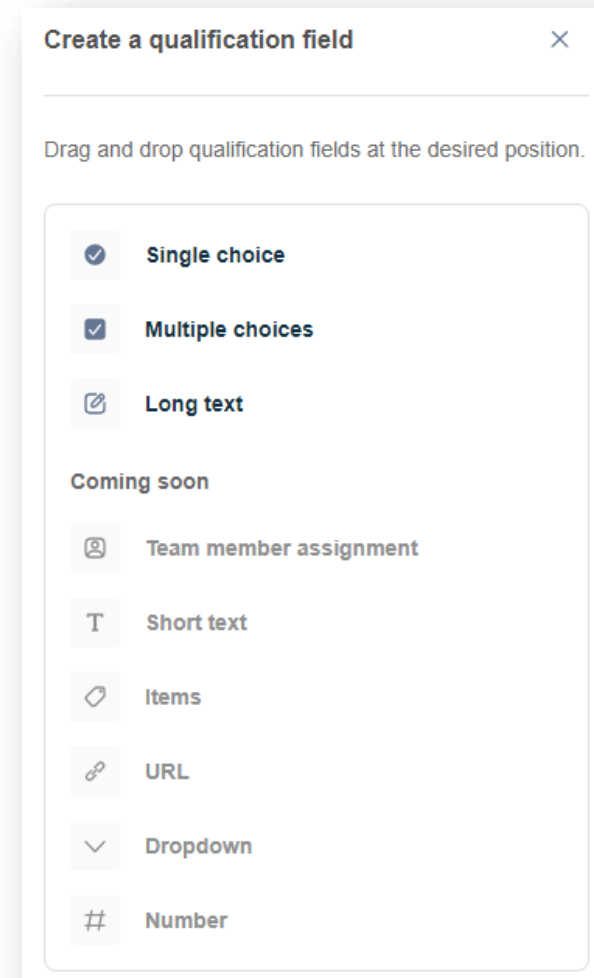 Create a qualification field
Drag and drop qualification fields at the desired position.
Single choice
Multiple choices
Long text
Coming soon
Team member assignment
Short text
Items
URL
Dropdown
Number